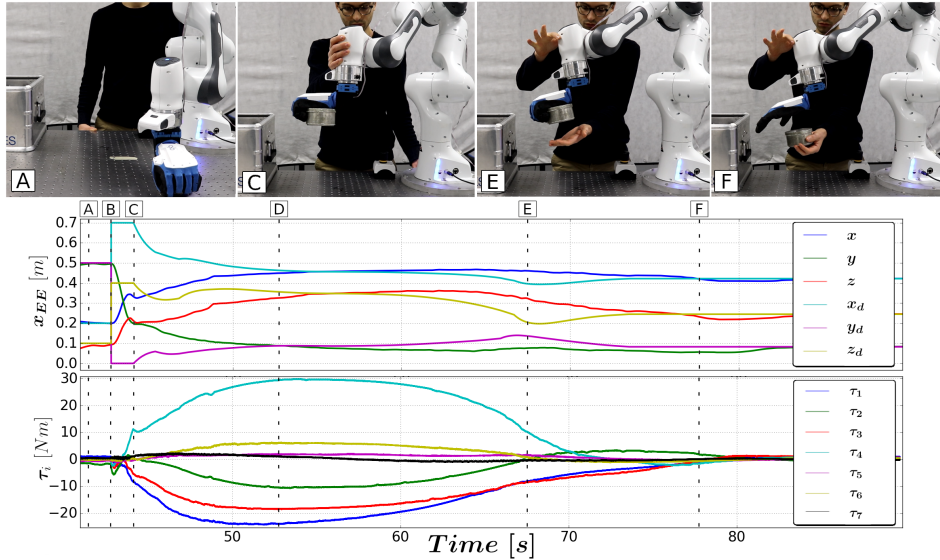 ES
A
C
E
F
A B C D E F
0.7
0.6
0.5
0.4
0.3
0.2
0.1
0.0
x_EE [m]
x
y
z
x_d
y_d
z_d
30
20
10
0
−10
−20
τ_i [Nm]
τ_1
τ_2
τ_3
τ_4
τ_5
τ_6
τ_7
50 60 70 80
Time [s]